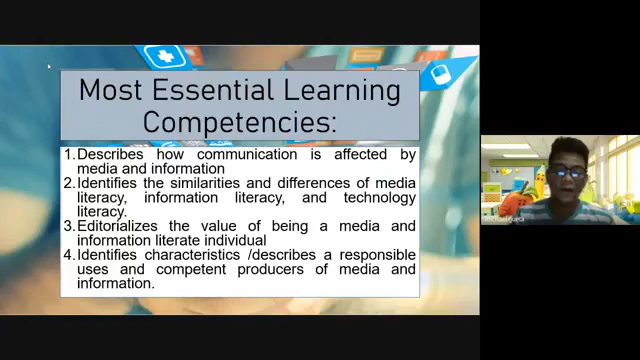 Most Essential Learning
Competencies:
1.Describes how communication is affected by
media and information
2.Identifies the similarities and differences of media
literacy, information literacy, and technology
literacy.
3.Editorializes the value of being a media and
information literate individual
4.Identifies characteristics /describes a responsible
uses and competent producers of media and
information.